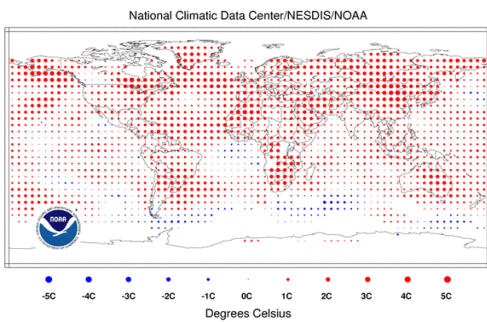 National Climatic Data Center/NESDIS/NOAA
NOAA
-5C -4C -3C -2C -1C 0C 1C 2C 3C 4C 5C
Degrees Celsius